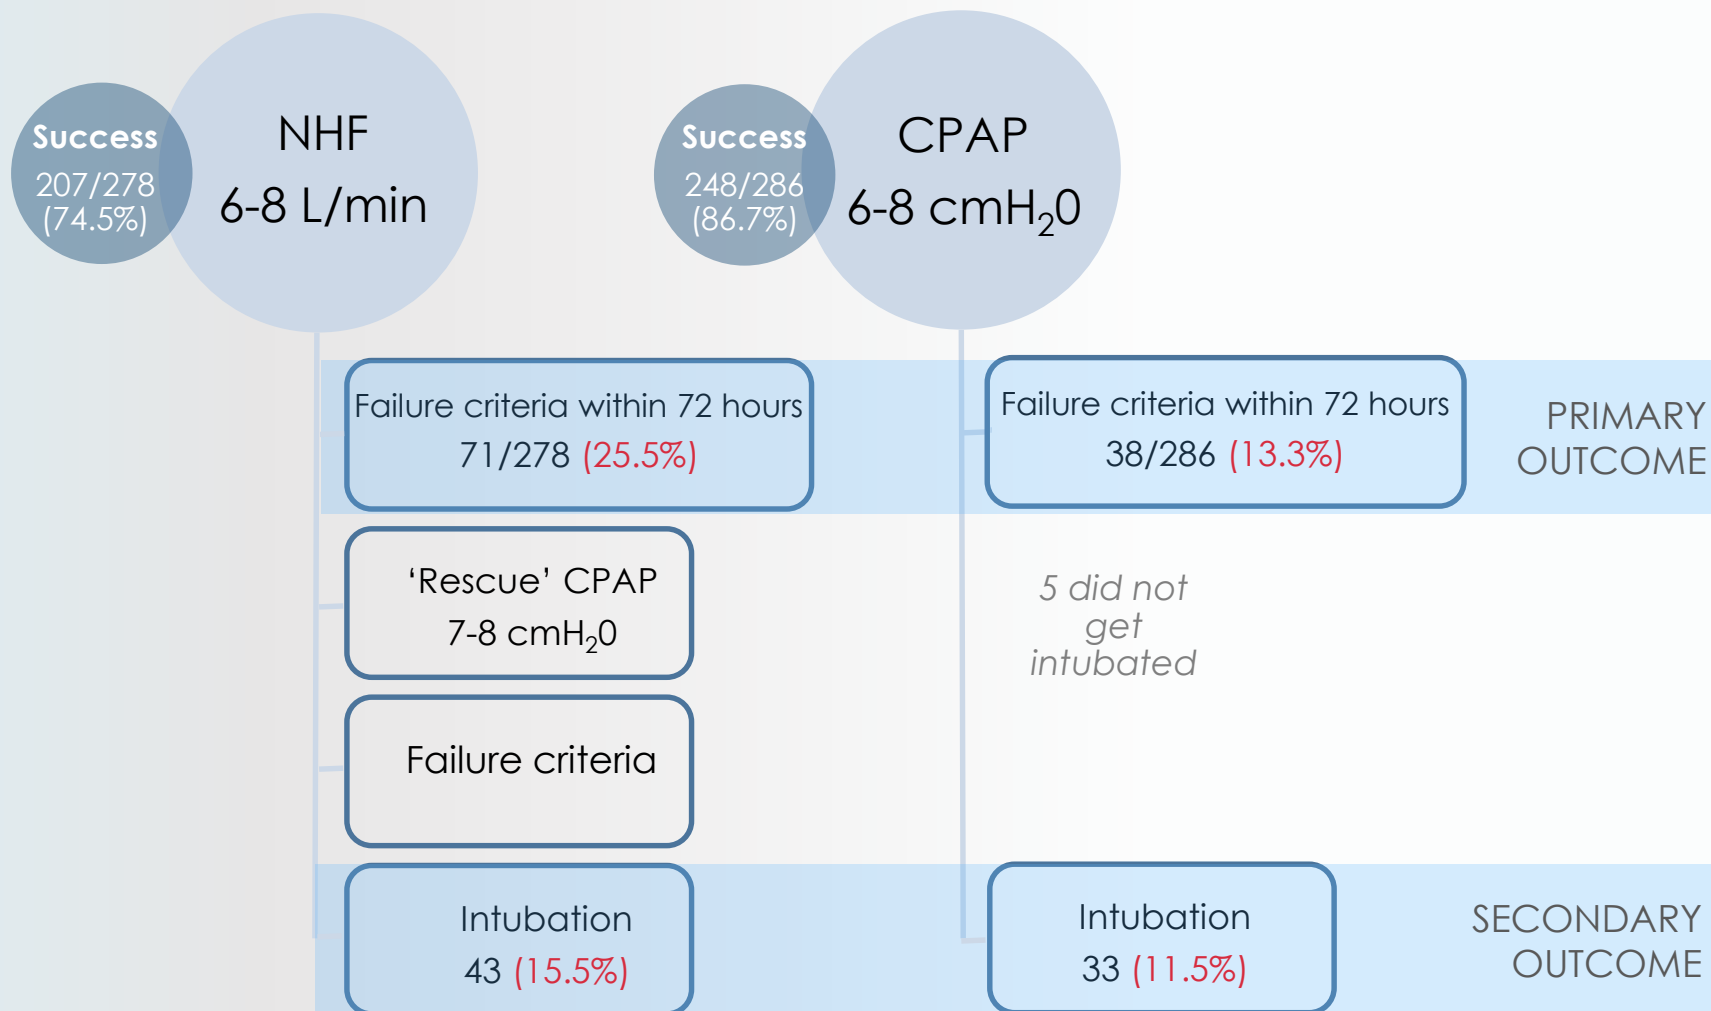 Success
207/278
(74.5%)
NHF
6-8 L/min
Success
248/286
(86.7%)
CPAP
6-8 cmH₂0
Failure criteria within 72 hours
71/278 (25.5%)
Failure criteria within 72 hours
38/286 (13.3%)
PRIMARY
OUTCOME
‘Rescue’ CPAP
7-8 cmH₂0
5 did not
get
intubated
Failure criteria
Intubation
43 (15.5%)
Intubation
33 (11.5%)
SECONDARY
OUTCOME